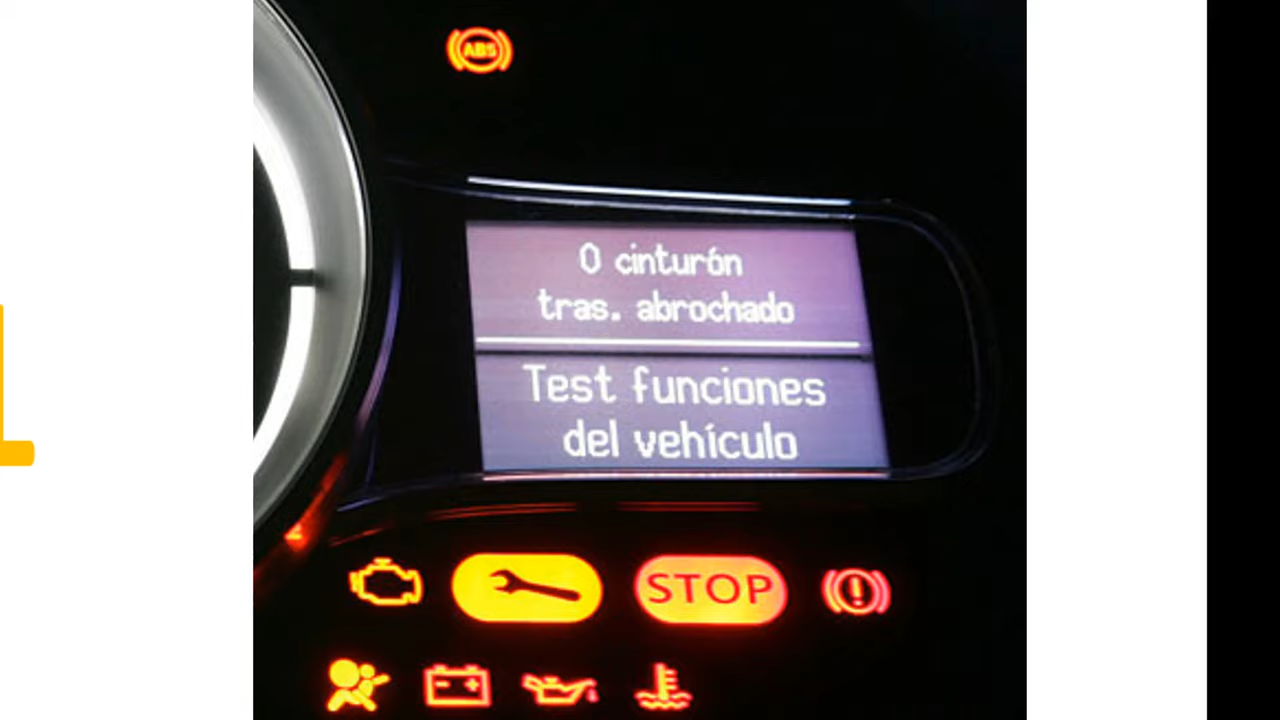 ABS
0 cinturón
tras. abrochado
Test funciones
del vehículo
STOP